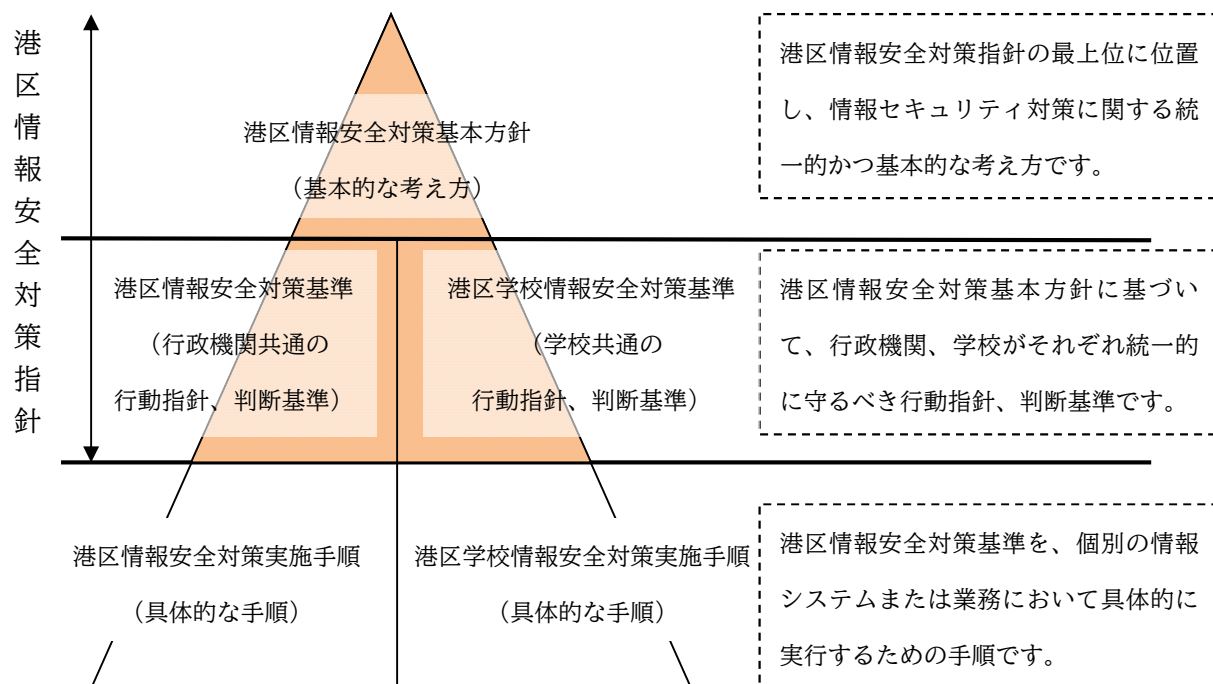 港区情報安全対策指針
港区情報安全対策基本方針
（基本的な考え方）
港区情報安全対策指針の最上位に位置
し、情報セキュリティ対策に関する統
一的かつ基本的な考え方です。
港区情報安全対策基準
（行政機関共通の
行動指針、判断基準）
港区学校情報安全対策基準
（学校共通の
行動指針、判断基準）
港区情報安全対策基本方針に基づい
て、行政機関、学校がそれぞれ統一的
に守るべき行動指針、判断基準です。
港区情報安全対策実施手順
（具体的な手順）
港区学校情報安全対策実施手順
（具体的な手順）
港区情報安全対策基準を、個別の情報
システムまたは業務において具体的に
実行するための手順です。